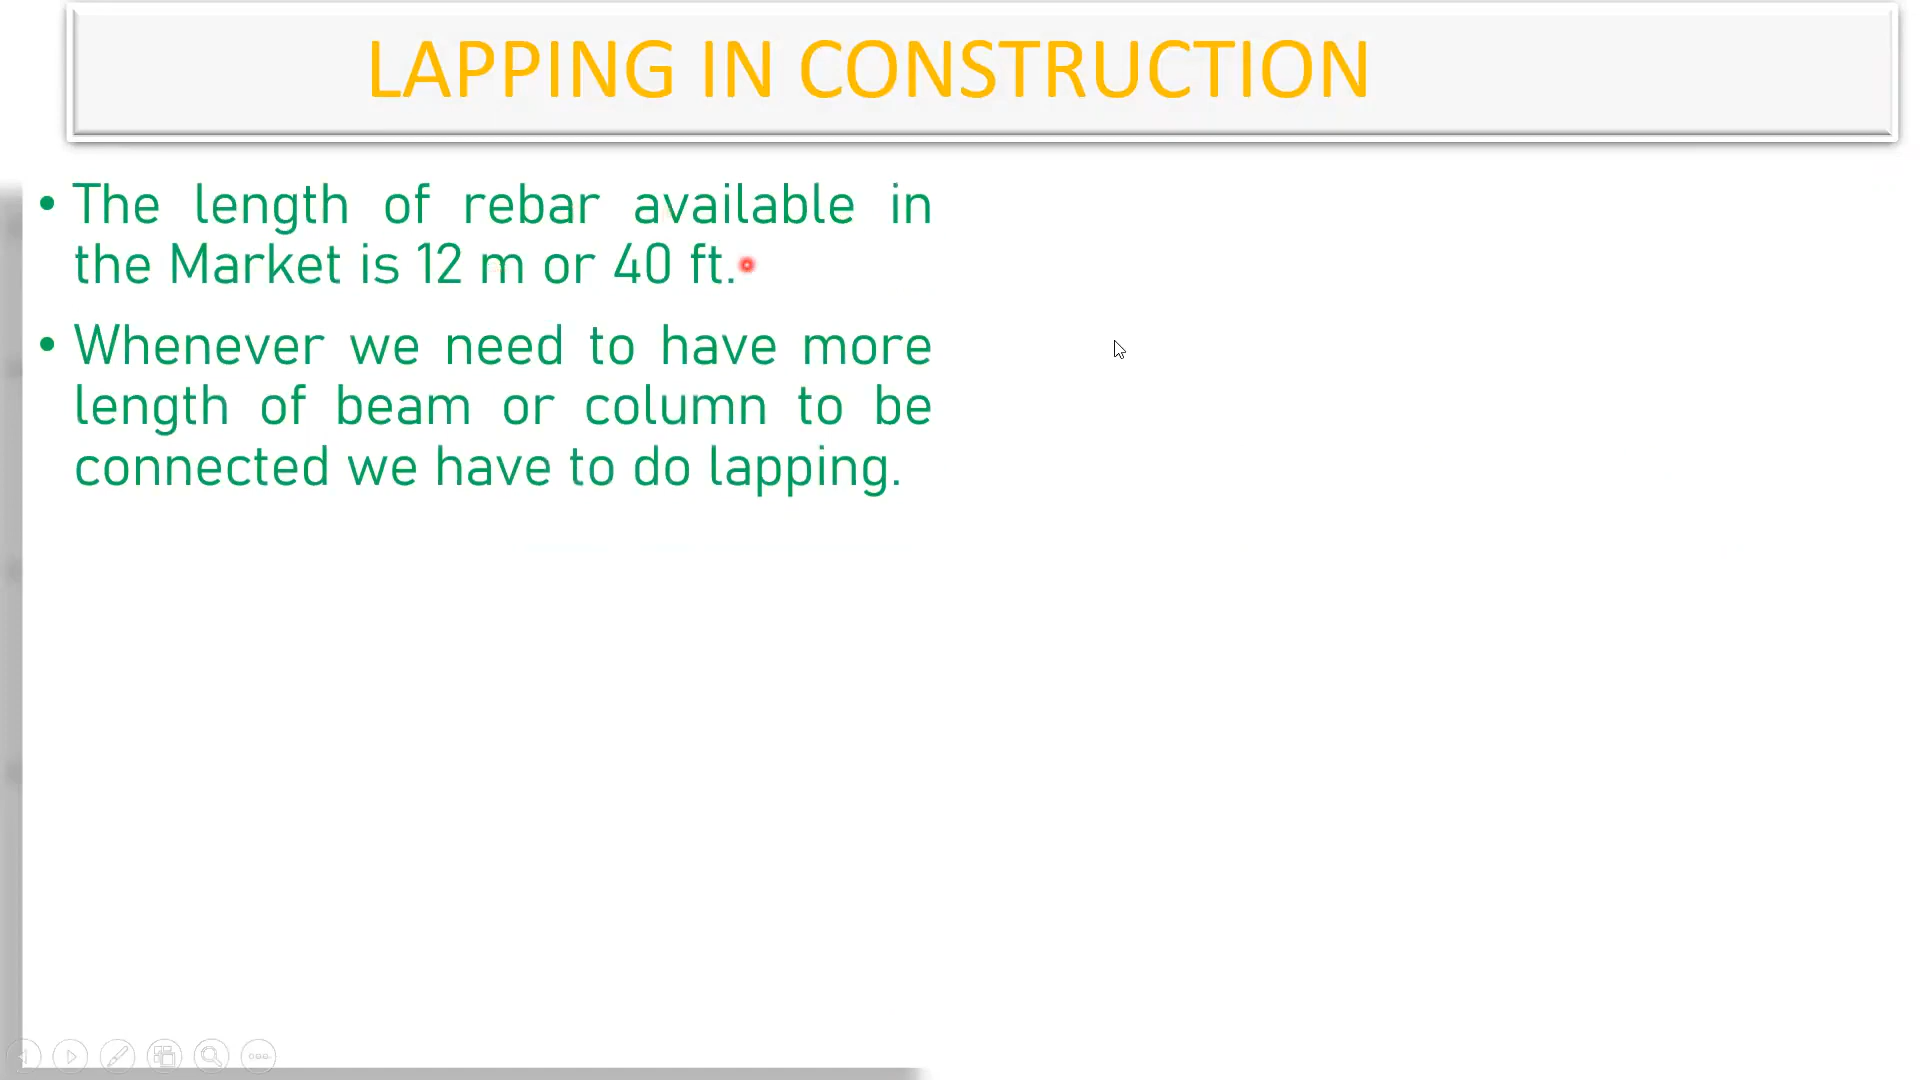 LAPPING IN CONSTRUCTION
• The length of rebar available in
the Market is 12 m or 40 ft.
• Whenever we need to have more
length of beam or column to be
connected we have to do lapping.